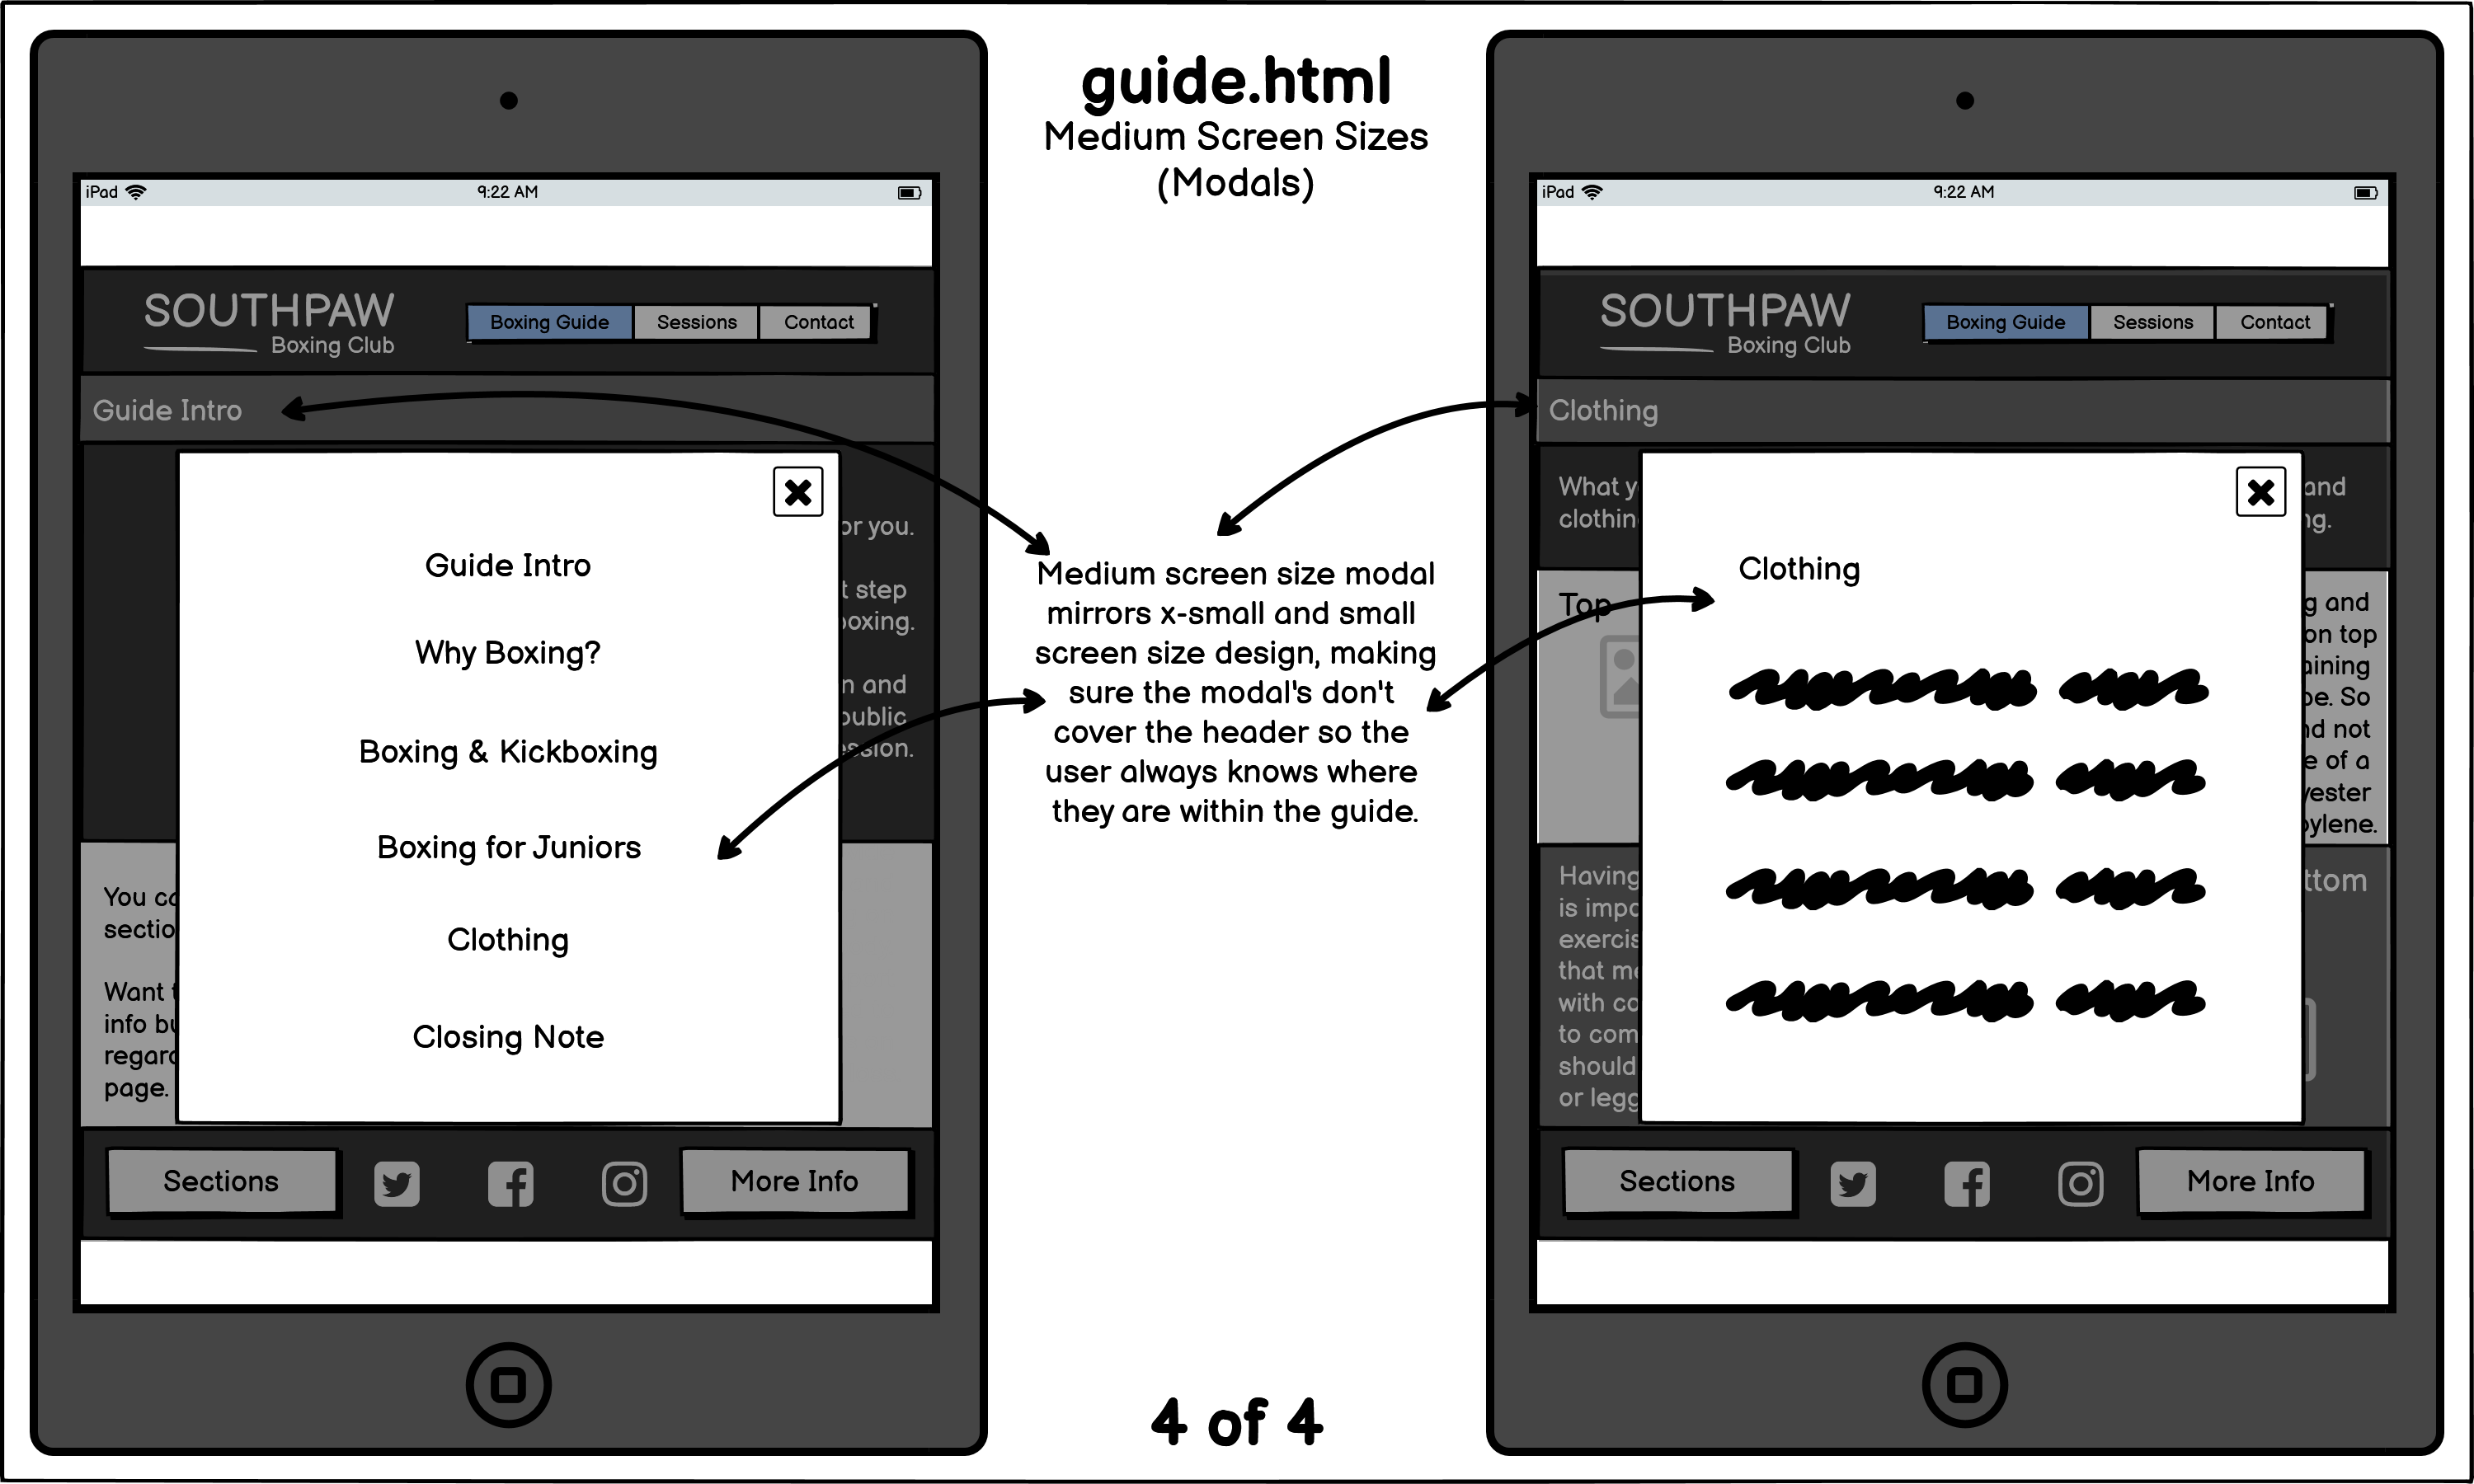 guide.html
Medium Screen Sizes
(Modals)
iPad 9:22 AM
SOUTHPAW
Boxing Club
Boxing Guide Sessions Contact
Guide Intro
or you.
t step
oxing.
n and
public
ession.
You co
sectio
Want t
info bu
regard
page.
Guide Intro
Why Boxing?
Boxing & Kickboxing
Boxing for Juniors
Clothing
Closing Note
Sections More Info
Medium screen size modal
mirrors x-small and small
screen size design, making
sure the modal's don't
cover the header so the
user always knows where
they are within the guide.
4 of 4
iPad 9:22 AM
SOUTHPAW
Boxing Club
Boxing Guide Sessions Contact
Clothing
What y and
clothin ng.
Top
g and
on top
aining
pe. So
nd not
e of a
yester
pylene.
Having
is impo
exercis
that me
with co
to com
should
or legg
ttom
Clothing
Sections More Info